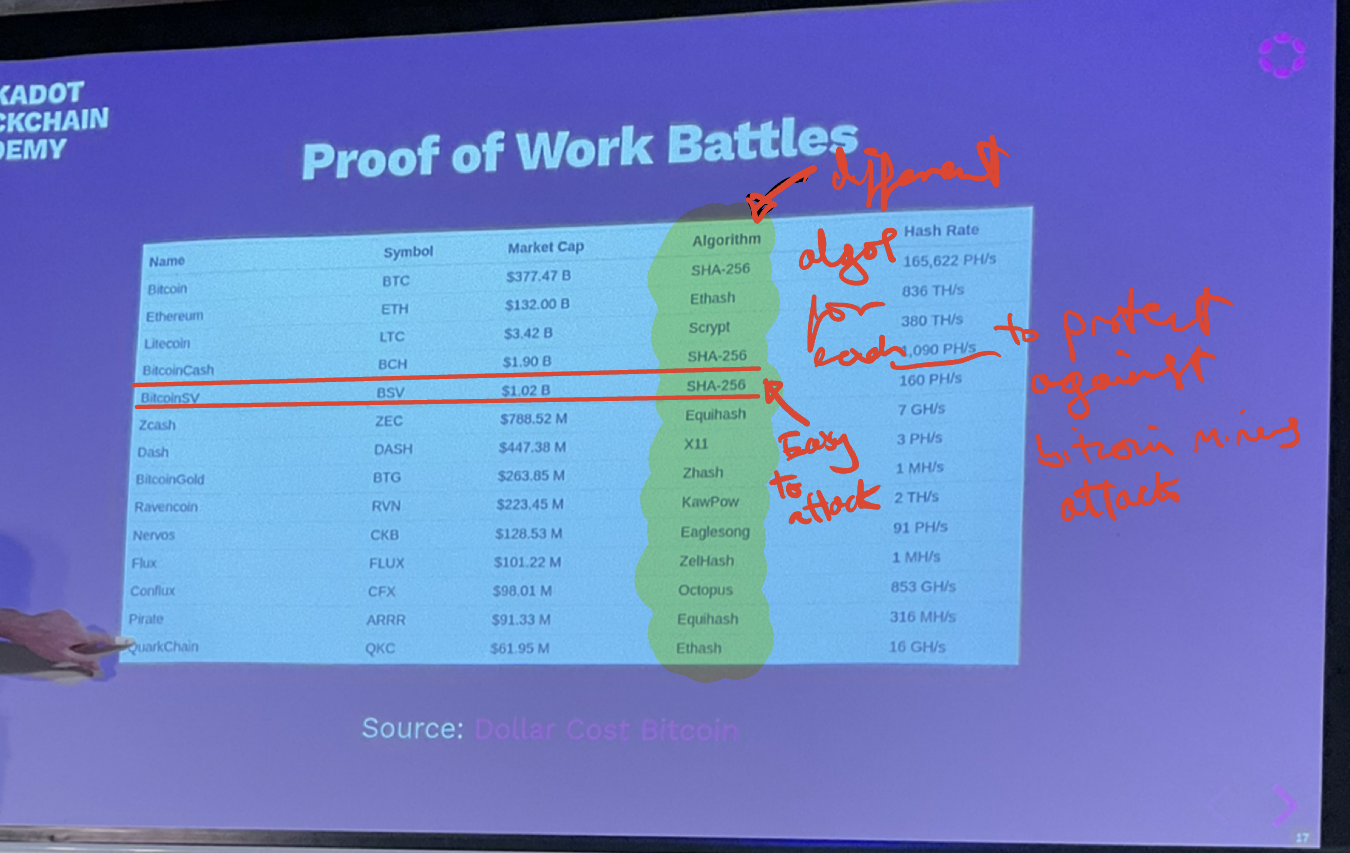 KADOT
CKCHAIN
DEMY
Proof of Work Battles
different
algos
for
each
to protect
against
bitcoin miners
attack
Easy
to
attack
Name Symbol Market Cap Algorithm Hash Rate
Bitcoin BTC $377.47 B SHA-256 165,622 PH/s
Ethereum ETH $132.00 B Ethash 836 TH/s
Litecoin LTC $3.42 B Scrypt 380 TH/s
BitcoinCash BCH $1.90 B SHA-256 1,090 PH/s
BitcoinSV BSV $1.02 B SHA-256 160 PH/s
Zcash ZEC $788.52 M Equihash 7 GH/s
Dash DASH $447.38 M X11 3 PH/s
BitcoinGold BTG $263.85 M Zhash 1 MH/s
Ravencoin RVN $223.45 M KawPow 2 TH/s
Nervos CKB $128.53 M Eaglesong 91 PH/s
Flux FLUX $101.22 M ZelHash 1 MH/s
Conflux CFX $98.01 M Octopus 853 GH/s
Pirate ARRR $91.33 M Equihash 316 MH/s
QuarkChain QKC $61.95 M Ethash 16 GH/s
Source: Dollar Cost Bitcoin
17